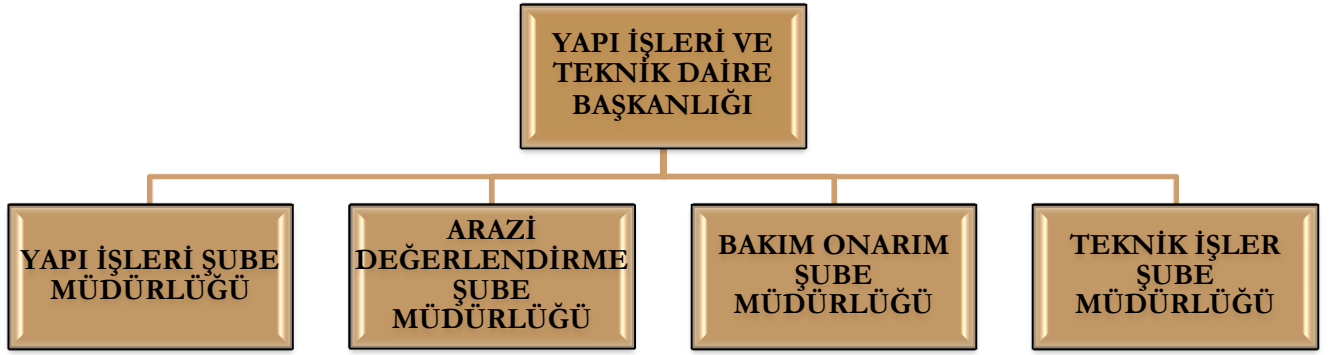 YAPI İŞLERİ VE
TEKNİK DAİRE
BAŞKANLIĞI
YAPI İŞLERİ ŞUBE
MÜDÜRLÜĞÜ
ARAZİ
DEĞERLENDİRME
ŞUBE
MÜDÜRLÜĞÜ
BAKIM ONARIM
ŞUBE
MÜDÜRLÜĞÜ
TEKNİK İŞLER
ŞUBE
MÜDÜRLÜĞÜ